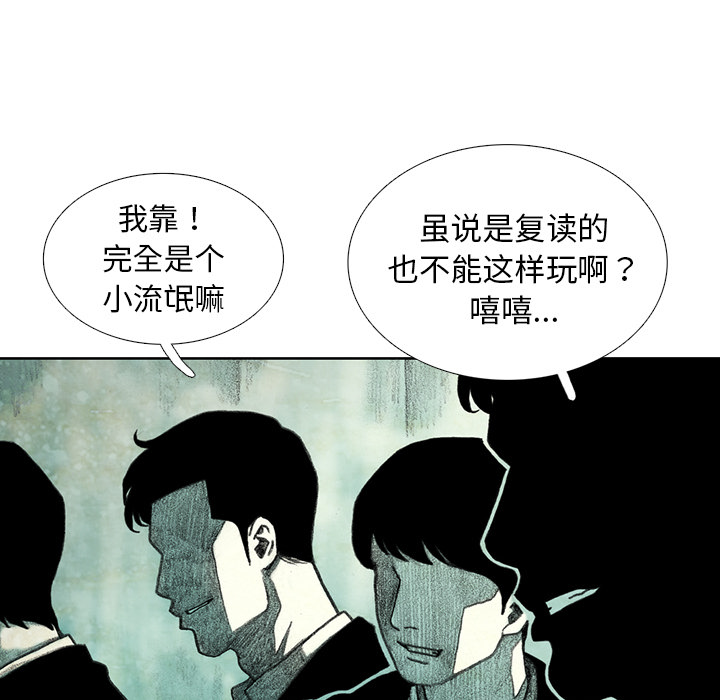 我靠！
完全是个
小流氓嘛
虽说是复读的
也不能这样玩啊？
嘻嘻...